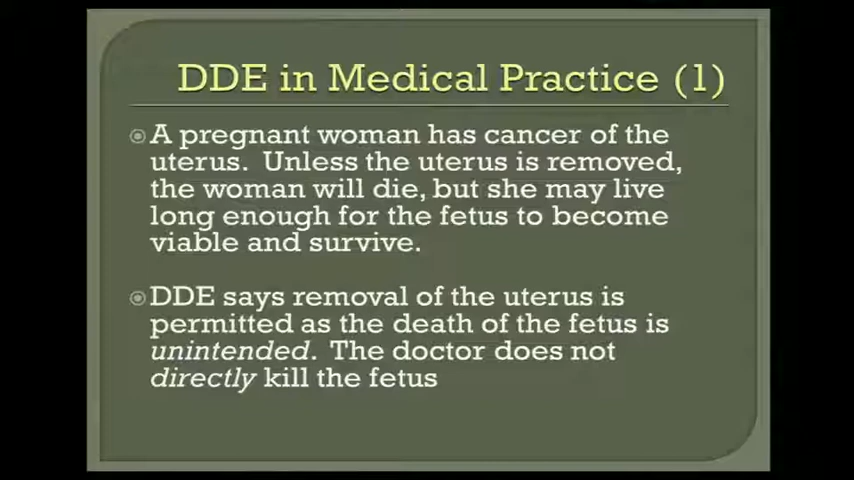 DDE in Medical Practice (1)
A pregnant woman has cancer of the
uterus. Unless the uterus is removed,
the woman will die, but she may live
long enough for the fetus to become
viable and survive.
DDE says removal of the uterus is
permitted as the death of the fetus is
unintended. The doctor does not
directly kill the fetus